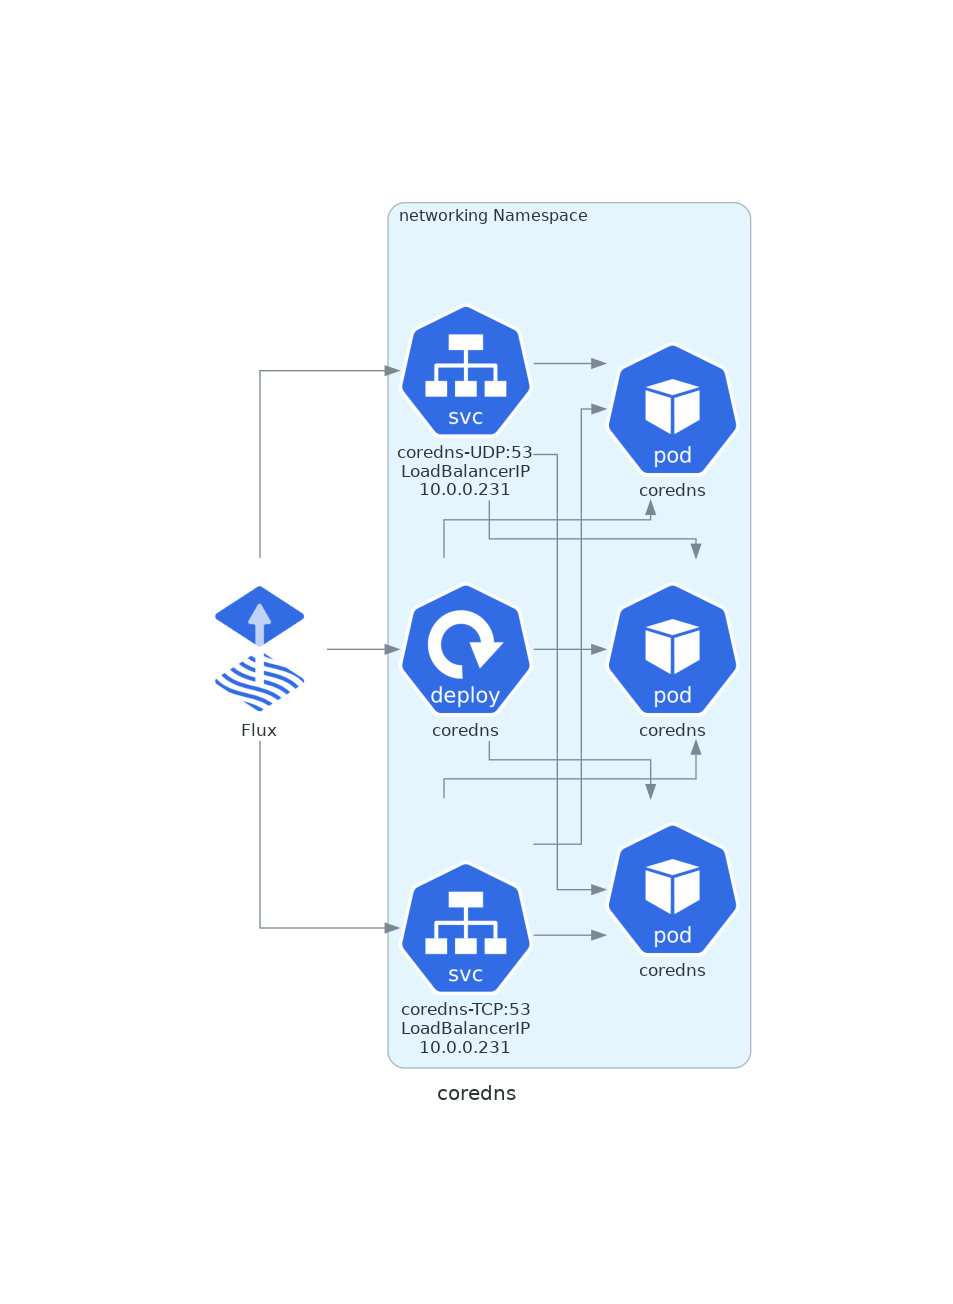 networking Namespace
svc
coredns-UDP:53
LoadBalancerIP
10.0.0.231
pod
coredns
Flux
deploy
coredns
pod
coredns
svc
coredns-TCP:53
LoadBalancerIP
10.0.0.231
pod
coredns
coredns